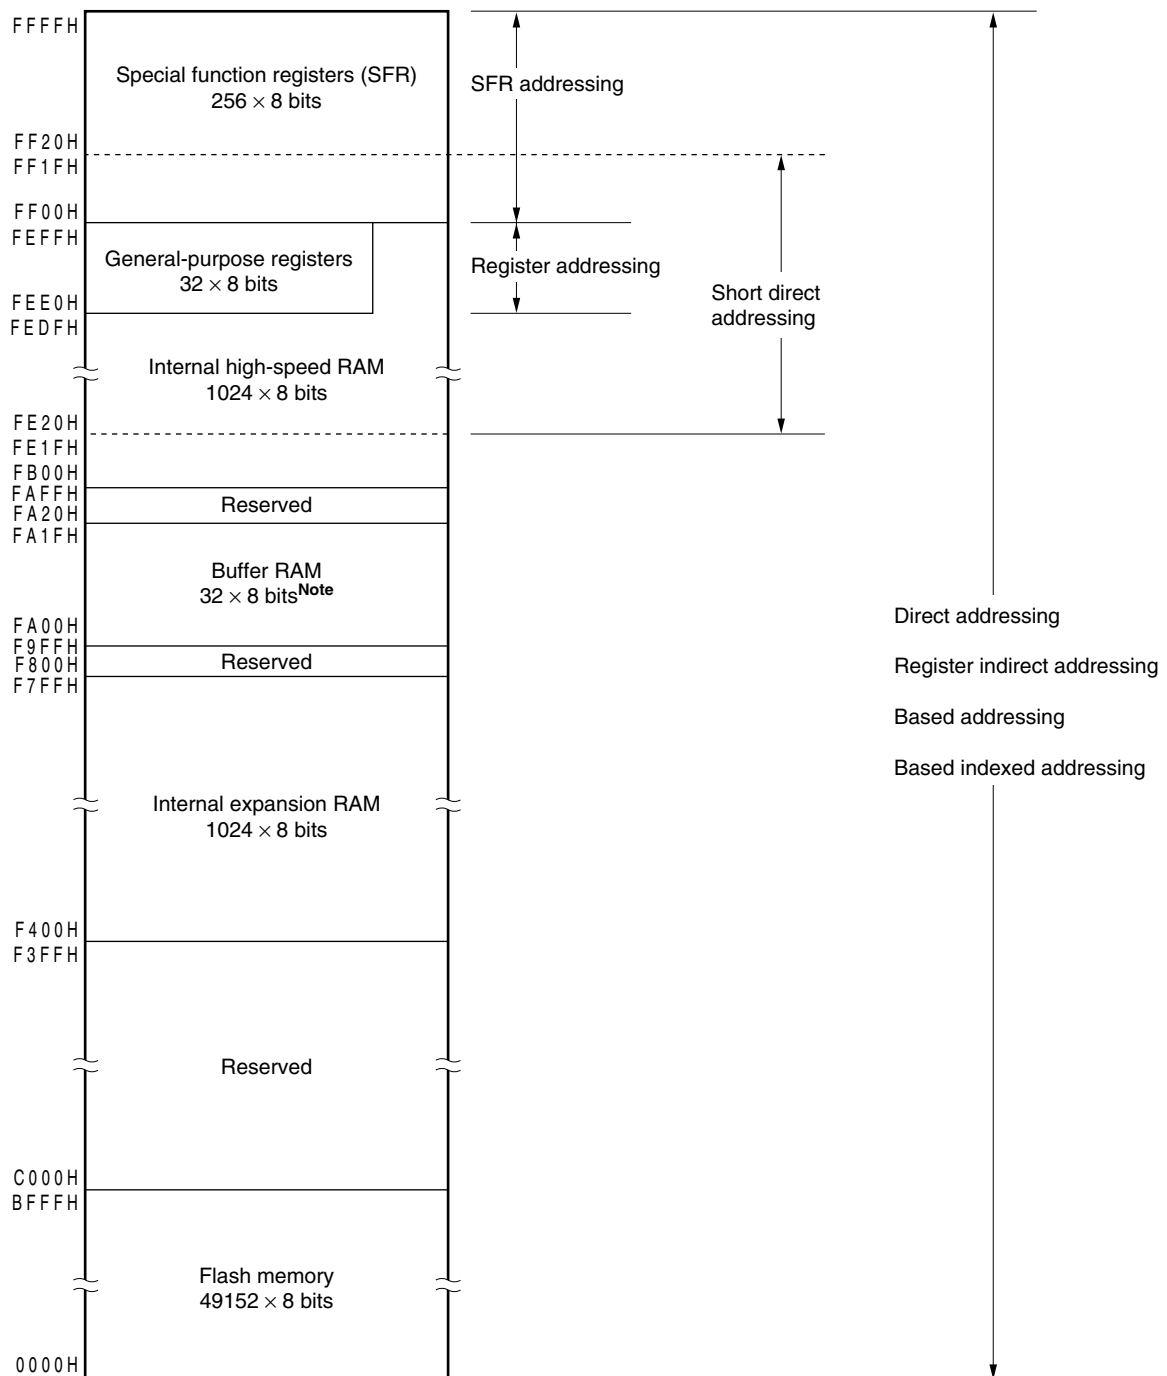 FFFFH
Special function registers (SFR)
256 × 8 bits
SFR addressing
FF20H
FF1FH
FF00H
FEFFH
General-purpose registers
32 × 8 bits
Register addressing
Short direct
addressing
FEE0H
FEDFH
Internal high-speed RAM
1024 × 8 bits
FE20H
FE1FH
FB00H
FAFFH
Reserved
FA20H
FA1FH
Buffer RAM
32 × 8 bitsNote
FA00H
F9FFH
Reserved
F800H
F7FFH
Direct addressing
Register indirect addressing
Based addressing
Based indexed addressing
Internal expansion RAM
1024 × 8 bits
F400H
F3FFH
Reserved
C000H
BFFFH
Flash memory
49152 × 8 bits
0000H